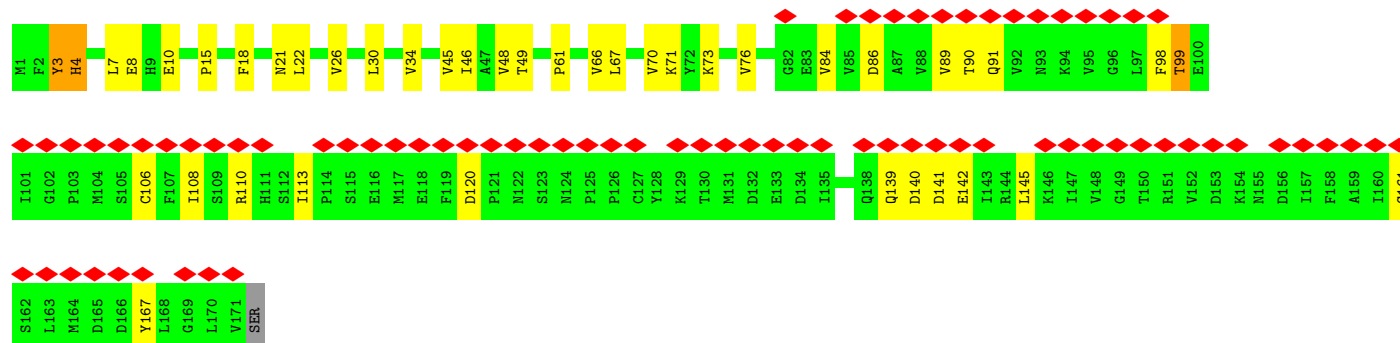 M1 F2 Y3 H4 L7 E8 H9 E10 P15 F18 N21 L22 V26 L30 V34 V45 I46 A47 V48 T49 P61 V66 L67 V70 K71 Y72 K73 V76 G82 E83 V84 V85 D86 A87 V88 V89 T90 Q91 V92 N93 K94 V95 G96 L97 F98 T99 E100
I101 G102 P103 M104 S105 C106 F107 I108 S109 R110 H111 S112 I113 P114 S115 E116 M117 E118 F119 D120 P121 N122 S123 N124 P125 P126 C127 Y128 K129 T130 M131 D132 E133 D134 I135 Q138 Q139 D140 D141 E142 I143 R144 L145 K146 I147 V148 G149 T150 R151 V152 D153 K154 N155 D156 I157 F158 A159 I160
S162 L163 M164 D165 D166 Y167 L168 G169 L170 V171 SER